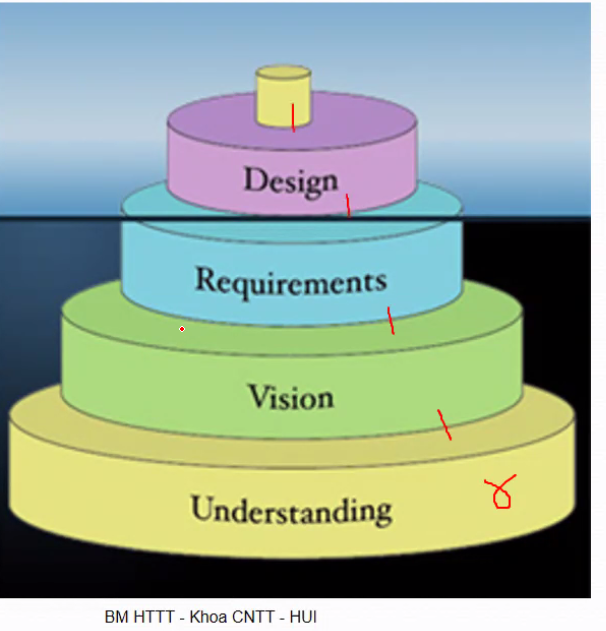 Design
Requirements
Vision
Understanding
BM HTTT - Khoa CNTT - HUI